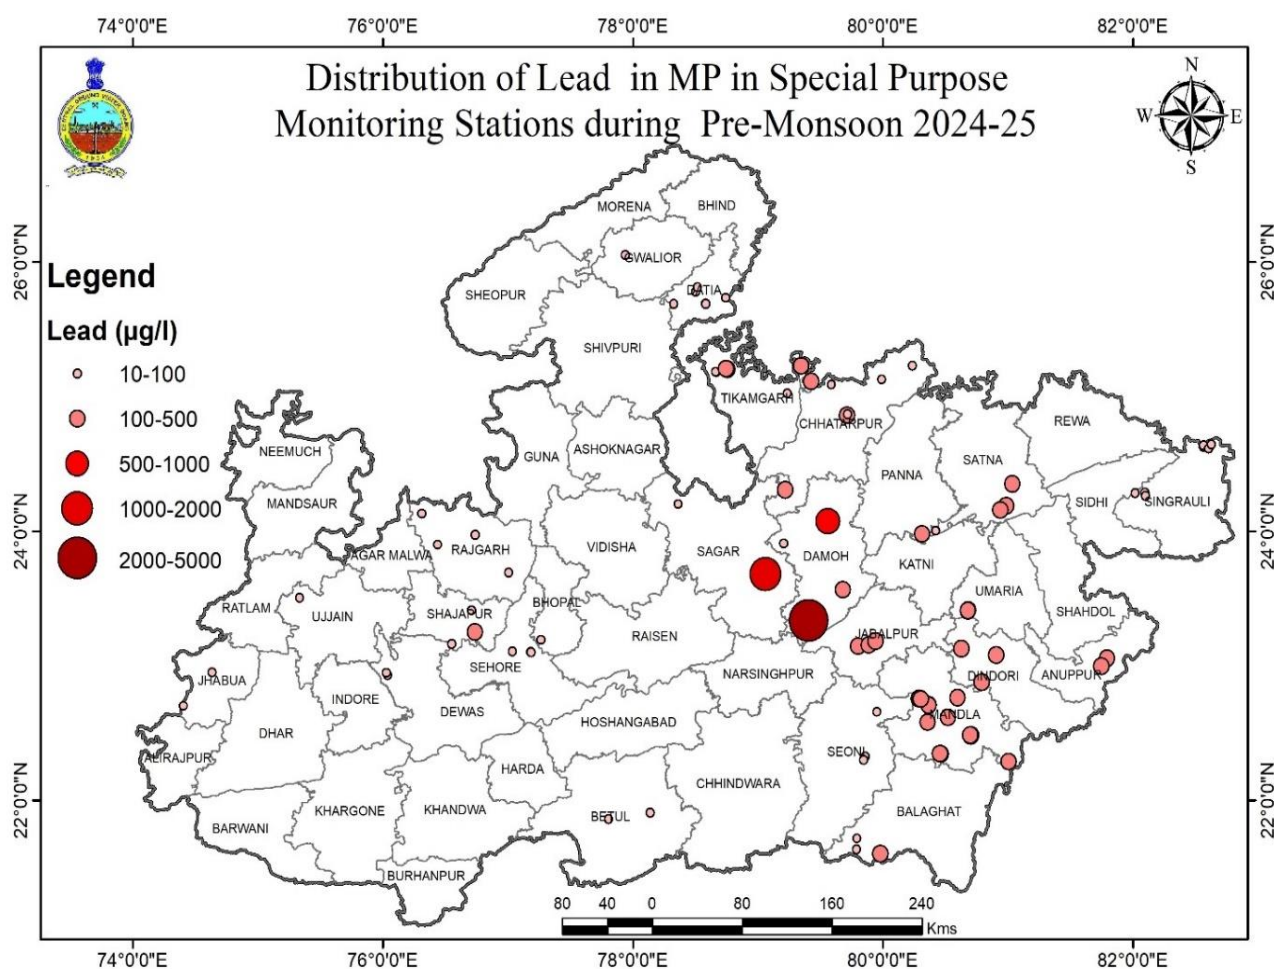 74°0'0"E 76°0'0"E 78°0'0"E 80°0'0"E 82°0'0"E
Distribution of Lead in MP in Special Purpose
Monitoring Stations during Pre-Monsoon 2024-25
N
W E
S
26°0'0"N
24°0'0"N
22°0'0"N
26°0'0"N
24°0'0"N
22°0'0"N
Legend
Lead (µg/l)
10-100
100-500
500-1000
1000-2000
2000-5000
MORENA
BHIND
GWALIOR
SHEOPUR
DATIA
SHIVPURI
TIKAMGARH
CHHATARPUR
REWA
NEEMUCH
GUNA
ASHOKNAGAR
PANNA
SATNA
MANDSAUR
SIDHI
SINGRAULI
AGAR MALWA
RAJGARH
VIDISHA
SAGAR
DAMOH
KATNI
UMARIA
SHAHDOL
RATLAM
UJJAIN
SHAJAPUR
BHOPAL
RAISEN
JABALPUR
JHABUA
INDORE
SEHORE
NARSINGHPUR
DINDORI
ANUPPUR
DHAR
DEWAS
HOSHANGABAD
MANDLA
ALIRAJPUR
HARDA
SEONI
CHHINDWARA
BARWANI
KHARGONE
KHANDWA
BETUL
BALAGHAT
BURHANPUR
80 40 0 80 160 240
Kms
74°0'0"E 76°0'0"E 78°0'0"E 80°0'0"E 82°0'0"E